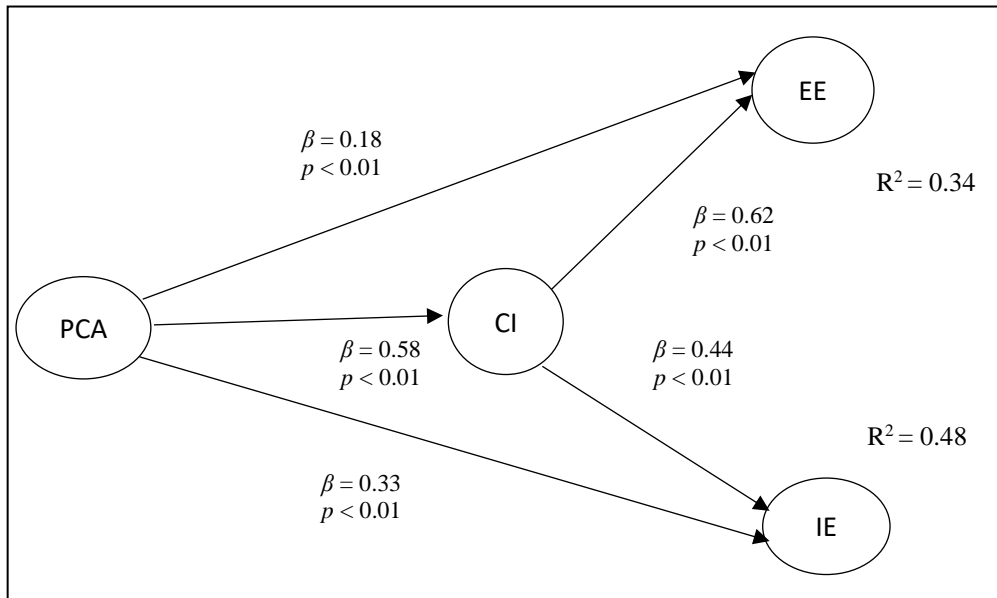 EE
β = 0.18
p < 0.01
R² = 0.34
β = 0.62
p < 0.01
PCA
CI
β = 0.58
p < 0.01
β = 0.44
p < 0.01
R² = 0.48
β = 0.33
p < 0.01
IE